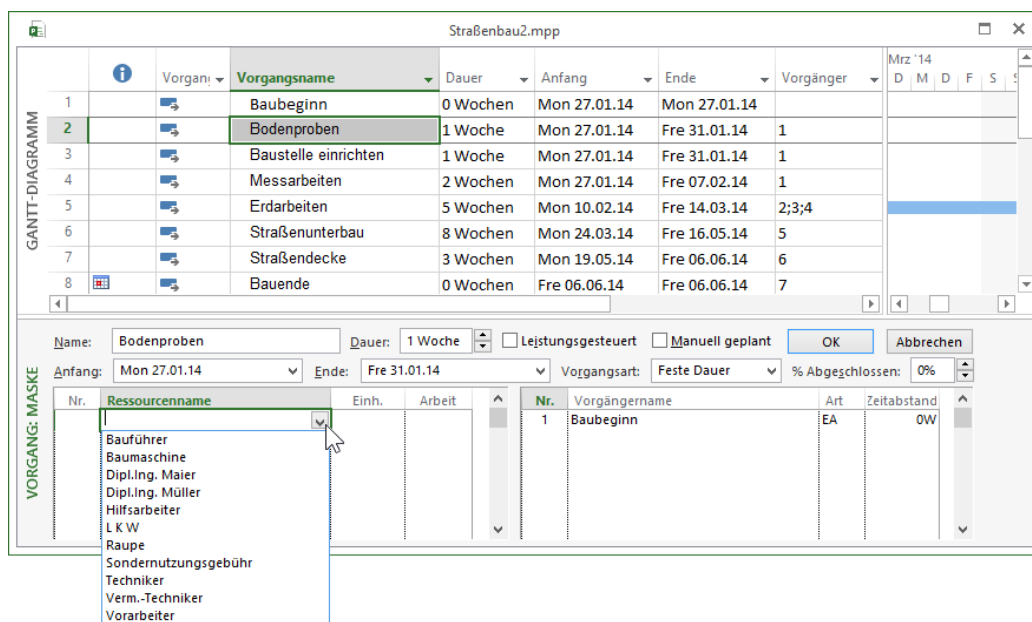 Straßenbau2.mpp
Mrz '14
Vorgang Vorgangsname Dauer Anfang Ende Vorgänger D M D F S S
1 Baubeginn 0 Wochen Mon 27.01.14 Mon 27.01.14
2 Bodenproben 1 Woche Mon 27.01.14 Fre 31.01.14 1
3 Baustelle einrichten 1 Woche Mon 27.01.14 Fre 31.01.14 1
4 Messarbeiten 2 Wochen Mon 27.01.14 Fre 07.02.14 1
5 Erdarbeiten 5 Wochen Mon 10.02.14 Fre 14.03.14 2;3;4
6 Straßenunterbau 8 Wochen Mon 24.03.14 Fre 16.05.14 5
7 Straßendecke 3 Wochen Mon 19.05.14 Fre 06.06.14 6
8 Bauende 0 Wochen Fre 06.06.14 Fre 06.06.14 7
GANTT-DIAGRAMM
Name: Bodenproben Dauer: 1 Woche Leistungsgesteuert Manuell geplant OK Abbrechen
Anfang: Mon 27.01.14 Ende: Fre 31.01.14 Vorgangsart: Feste Dauer % Abgeschlossen: 0%
Nr. Ressourcenname Einh. Arbeit Nr. Vorgängername Art Zeitabstand
1 Baubeginn EA 0W
Bauführer
Baumaschine
Dipl.Ing. Maier
Dipl.Ing. Müller
Hilfsarbeiter
L K W
Raupe
Sondernutzungsgebühr
Techniker
Verm.-Techniker
Vorarbeiter
VORGANG: MASKE